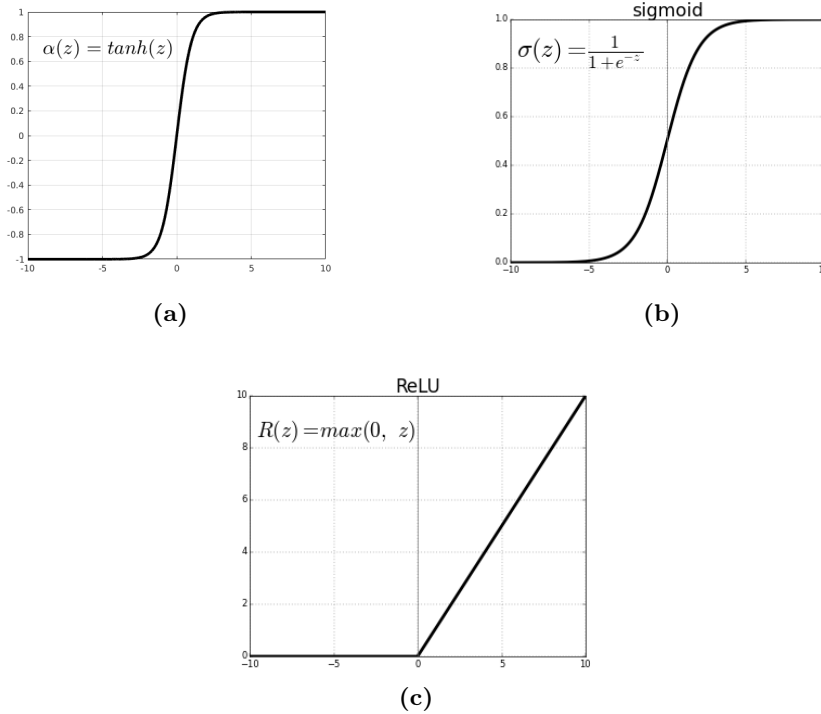 1
0.8
0.6
0.4
0.2
0
-0.2
-0.4
-0.6
-0.8
-1
-10 -5 0 5 10
α(z) = tanh(z)
(a)
sigmoid
σ(z) = 1 / 1+e^{-z}
1.0
0.8
0.6
0.4
0.2
0.0
−10 −5 0 5
(b)
ReLU
R(z)=max(0, z)
10
8
6
4
2
0
−10 −5 0 5 10
(c)